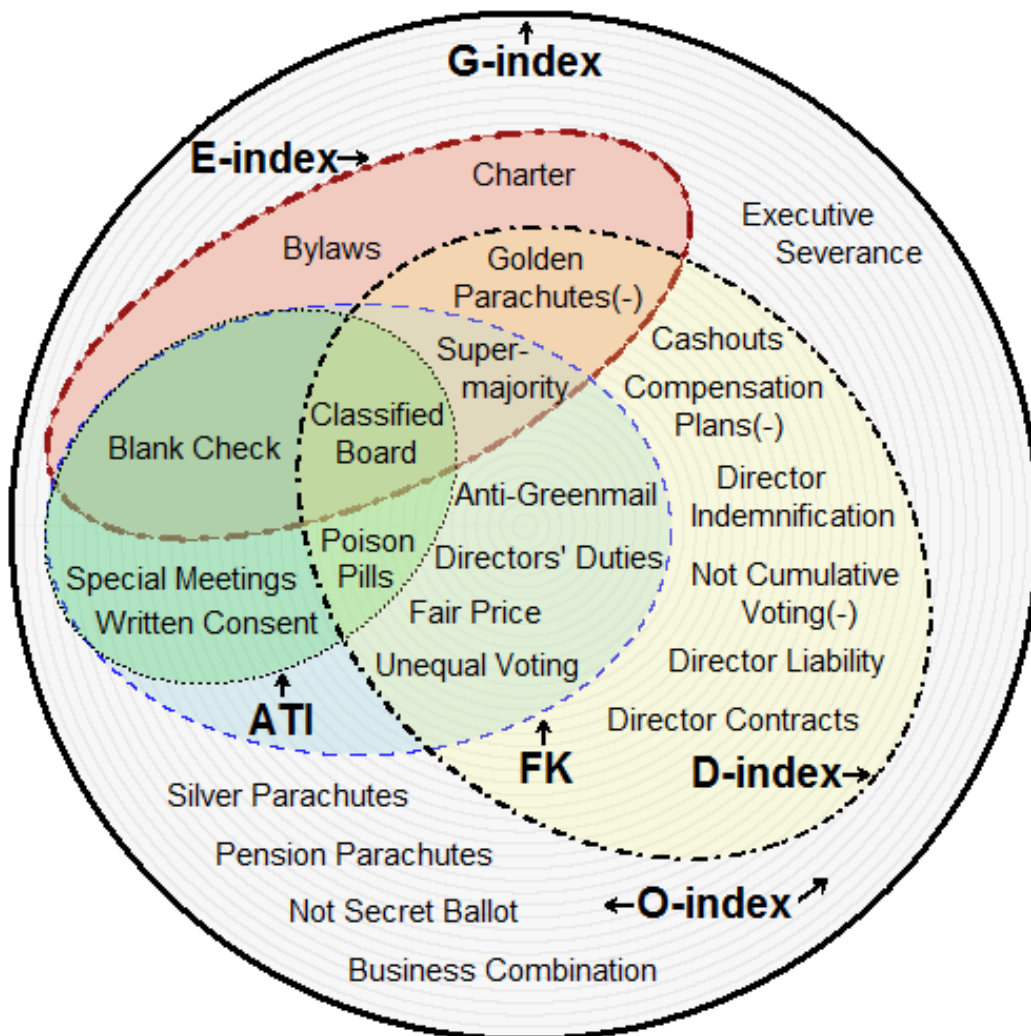 G-index
E-index
Charter
Executive
Severance
Bylaws
Golden
Parachutes(-)
Cashouts
Super-
majority
Compensation
Plans(-)
Classified
Board
Blank Check
Director
Indemnification
Anti-Greenmail
Poison
Pills
Directors' Duties
Not Cumulative
Voting(-)
Special Meetings
Written Consent
Fair Price
Unequal Voting
Director Liability
ATI
Director Contracts
FK
D-index
Silver Parachutes
Pension Parachutes
Not Secret Ballot
O-index
Business Combination